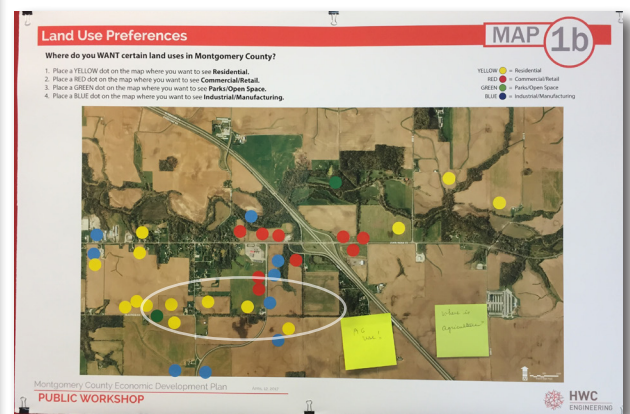 Land Use Preferences
MAP 1b
Where do you WANT certain land uses in Montgomery County?
1. Place a YELLOW dot on the map where you want to see Residential.
2. Place a RED dot on the map where you want to see Commercial/Retail.
3. Place a GREEN dot on the map where you want to see Parks/Open Space.
4. Place a BLUE dot on the map where you want to see Industrial/Manufacturing.
YELLOW = Residential
RED = Commercial/Retail
GREEN = Parks/Open Space
BLUE = Industrial/Manufacturing
Where is
Agriculture?
Montgomery County Economic Development Plan
PUBLIC WORKSHOP
HWC
ENGINEERING